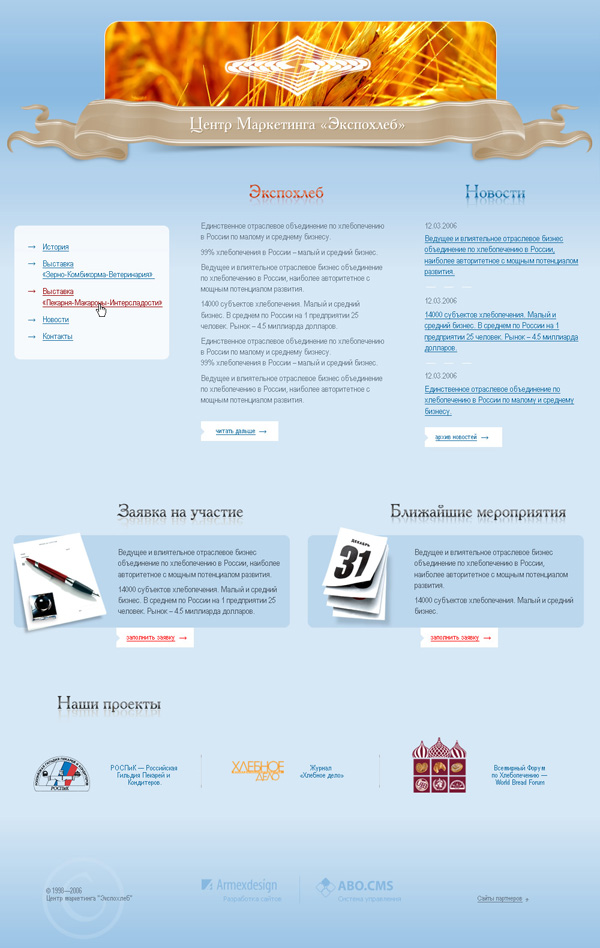 Центр Маркетинга «Экспохлеб»
История
Выставка
«Зерно-Комбикорма-Ветеринария»
Выставка
«Пекарня-Макароны-Интерсладости»
Новости
Контакты
Экспохлеб
Единственное отраслевое объединение по хлебопечению
в России по малому и среднему бизнесу.
99% хлебопечения в России – малый и средний бизнес.
Ведущее и влиятельное отраслевое бизнес
объединение по хлебопечению в России, наиболее
авторитетное с мощным потенциалом развития.
14000 субъектов хлебопечения. Малый и средний
бизнес. В среднем по России на 1 предприятии 25
человек. Рынок – 4.5 миллиарда долларов.
Единственное отраслевое объединение по хлебопечению
в России по малому и среднему бизнесу.
99% хлебопечения в России – малый и средний бизнес.
Ведущее и влиятельное отраслевое бизнес
объединение по хлебопечению в России, наиболее
авторитетное с мощным потенциалом развития.
читать дальше →
Новости
12.03.2006
Ведущее и влиятельное отраслевое бизнес
объединение по хлебопечению в России,
наиболее авторитетное с мощным потенциалом
развития.
12.03.2006
14000 субъектов хлебопечения. Малый и
средний бизнес. В среднем по России на 1
предприятии 25 человек. Рынок – 4.5 миллиарда
долларов.
12.03.2006
Единственное отраслевое объединение по
хлебопечению в России по малому и среднему
бизнесу.
архив новостей →
Заявка на участие
Ведущее и влиятельное отраслевое бизнес
объединение по хлебопечению в России, наиболее
авторитетное с мощным потенциалом развития.
14000 субъектов хлебопечения. Малый и средний
бизнес. В среднем по России на 1 предприятии 25
человек. Рынок – 4.5 миллиарда долларов.
заполнить заявку →
Ближайшие мероприятия
ДЕКАБРЬ
31
Ведущее и влиятельное отраслевое бизнес
объединение по хлебопечению в России,
наиболее авторитетное с мощным потенциалом
развития.
14000 субъектов хлебопечения. Малый и средний
бизнес.
заполнить заявку →
Наши проекты
РОСПиК
РОСПиК — Российская
Гильдия Пекарей и
Кондитеров.
ХЛЕБНОЕ
ДЕЛО
Журнал
«Хлебное дело»
Всемирный Форум
по Хлебопечению —
World Bread Forum
© 1998—2006
Центр маркетинга "Экспохлеб"
Armexdesign
Разработка сайтов
ABO.CMS
Система управления
Сайты партнеров